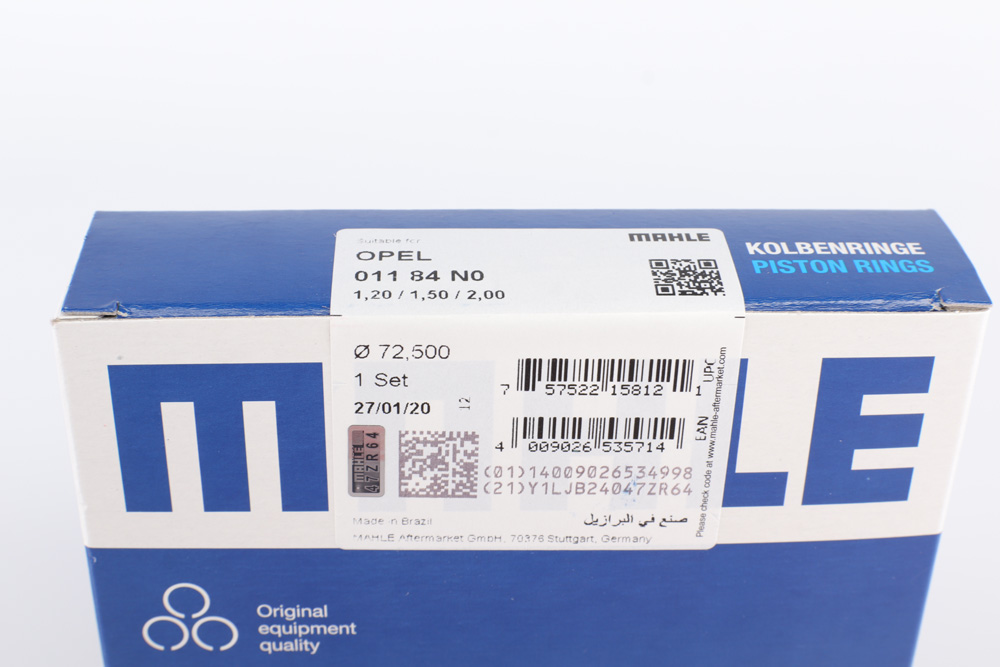 Suitable for
OPEL
011 84 N0
1,20 / 1,50 / 2,00
MAHLE
KOLBENRINGE
PISTON RINGS
MAHLE
Ø 72,500
1 Set
27/01/20
12
7 57522 15812 1
UPC
4 009026 535714
EAN
MAHLE
47ZR64
(01)14009026534998
(21)Y1LJB24047ZR64
Please check code at www.mahle-aftermarket.com
Made in Brazil
صنع في البرازيل
MAHLE Aftermarket GmbH, 70376 Stuttgart, Germany
Original
equipment
quality